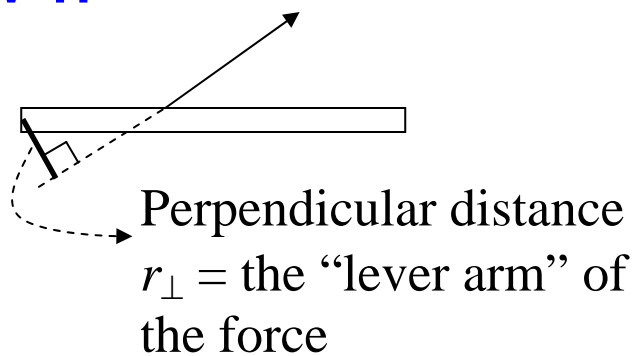 Perpendicular distance
r⊥ = the “lever arm” of
the force